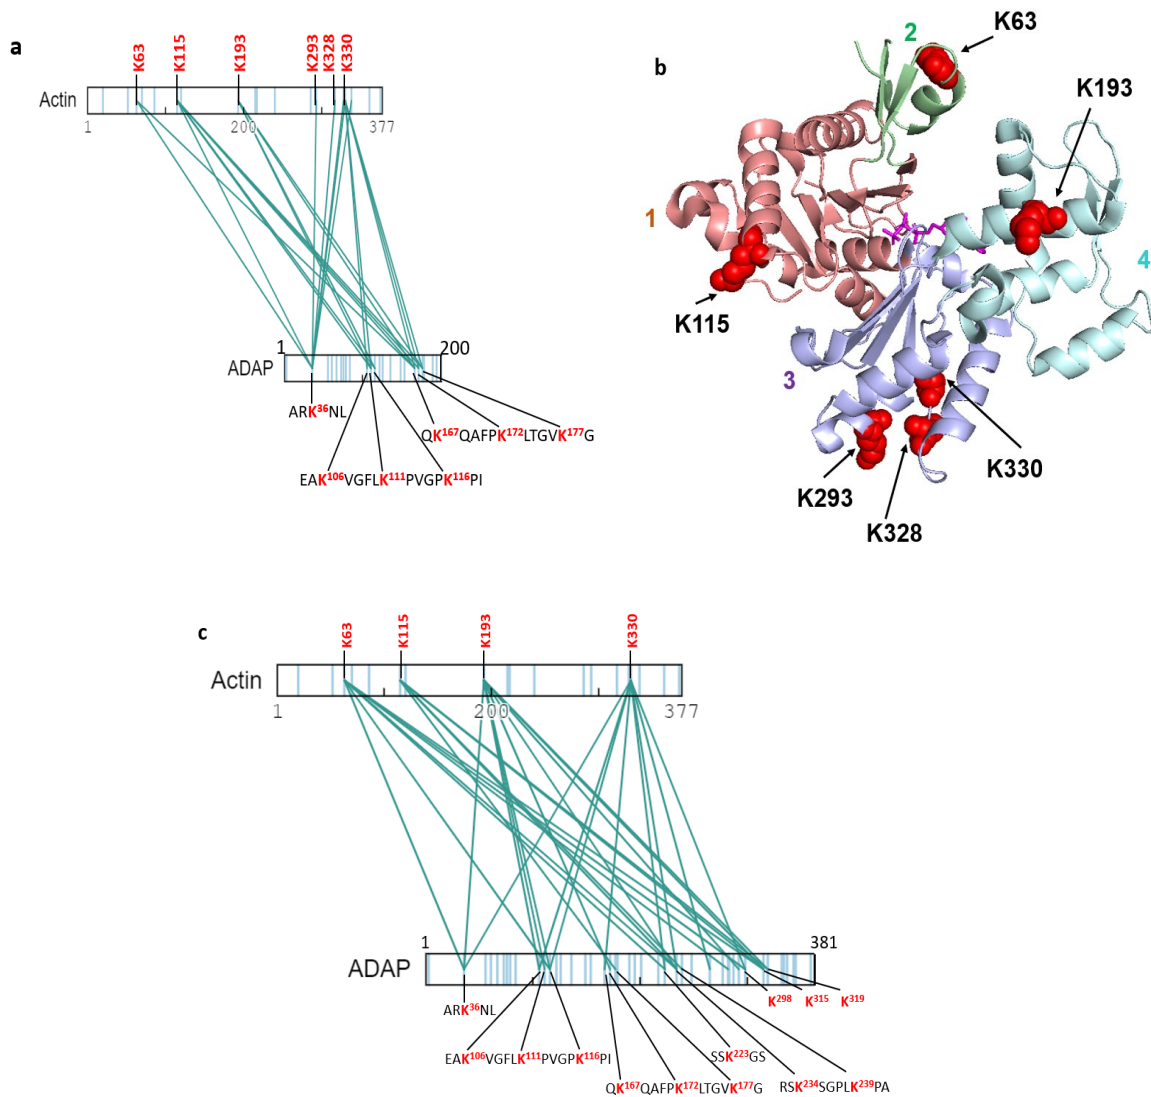 a
K63 K115 K193 K293 K328 K330
Actin
1 200 377
1 200
ADAP
ARK³⁶NL
QK¹⁶⁷QAFPK¹⁷²LTGVK¹⁷⁷G
EAK¹⁰⁶VGFLK¹¹¹PVGPK¹¹⁶PI
b
2 K63
K193
1
4
K115
3
K330
K293
K328
c
K63 K115 K193 K330
Actin
1 200 377
1 381
ADAP
K²⁹⁸ K³¹⁵ K³¹⁹
ARK³⁶NL
EAK¹⁰⁶VGFLK¹¹¹PVGPK¹¹⁶PI
SSK²²³GS
QK¹⁶⁷QAFPK¹⁷²LTGVK¹⁷⁷G
RSK²³⁴SGPLK²³⁹PA